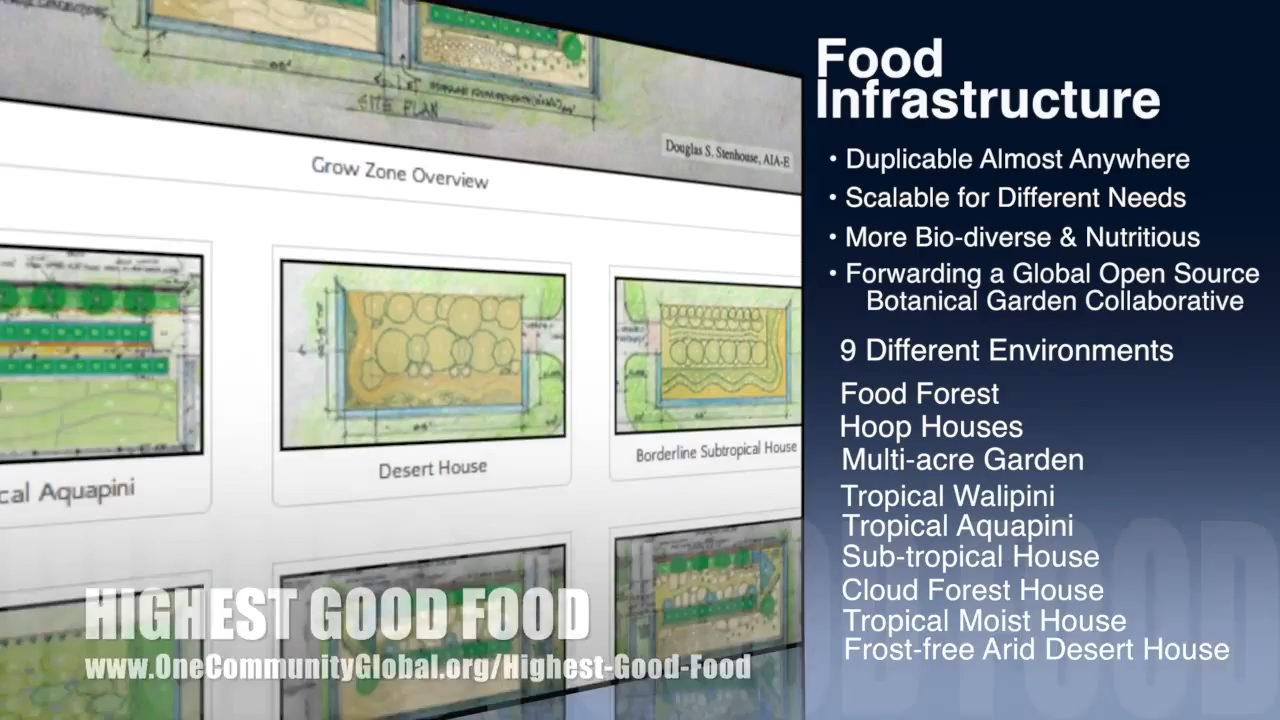 SITE PLAN
Douglas S. Stenhouse, AIA-E
Grow Zone Overview
cal Aquapini
Desert House
Borderline Subtropical House
HIGHEST GOOD FOOD
www.OneCommunityGlobal.org/Highest-Good-Food
Food
Infrastructure
• Duplicable Almost Anywhere
• Scalable for Different Needs
• More Bio-diverse & Nutritious
• Forwarding a Global Open Source
Botanical Garden Collaborative
9 Different Environments
Food Forest
Hoop Houses
Multi-acre Garden
Tropical Walipini
Tropical Aquapini
Sub-tropical House
Cloud Forest House
Tropical Moist House
Frost-free Arid Desert House